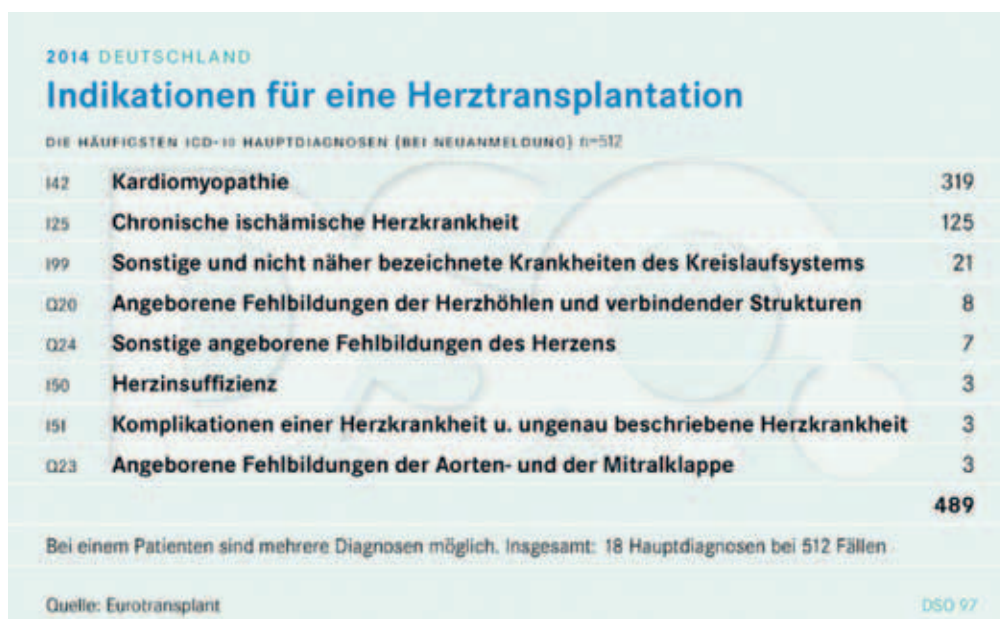 2014 DEUTSCHLAND
Indikationen für eine Herztransplantation
DIE HÄUFIGSTEN ICD-10 HAUPTDIAGNOSEN (BEI NEUANMELDUNG) n=512
I42 Kardiomyopathie 319
I25 Chronische ischämische Herzkrankheit 125
I99 Sonstige und nicht näher bezeichnete Krankheiten des Kreislaufsystems 21
Q20 Angeborene Fehlbildungen der Herzhöhlen und verbindender Strukturen 8
Q24 Sonstige angeborene Fehlbildungen des Herzens 7
I50 Herzinsuffizienz 3
I51 Komplikationen einer Herzkrankheit u. ungenau beschriebene Herzkrankheit 3
Q23 Angeborene Fehlbildungen der Aorten- und der Mitralklappe 3
489
Bei einem Patienten sind mehrere Diagnosen möglich. Insgesamt: 18 Hauptdiagnosen bei 512 Fällen
Quelle: Eurotransplant DSO 97